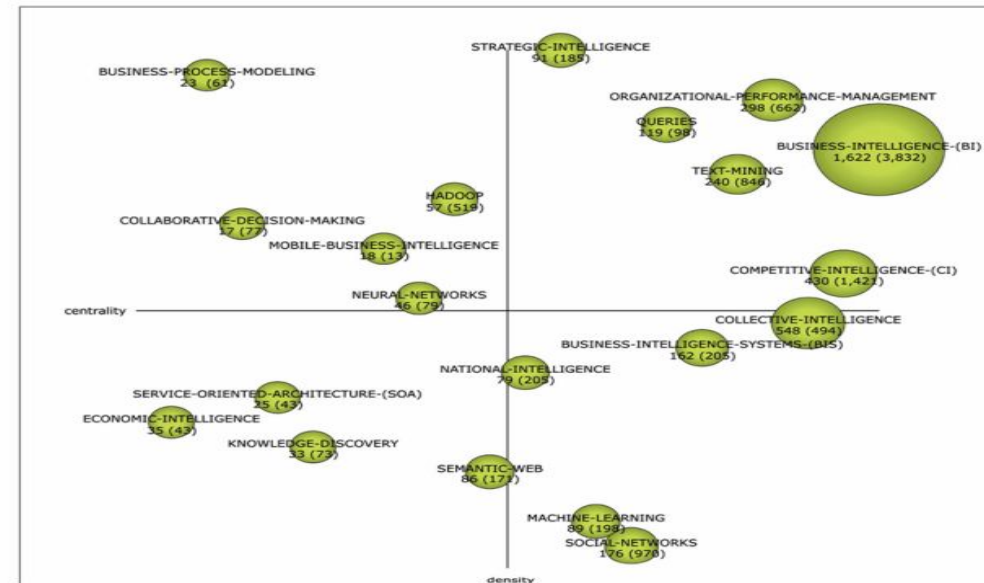 STRATEGIC-INTELLIGENCE
91 (185)
BUSINESS-PROCESS-MODELING
23 (61)
ORGANIZATIONAL-PERFORMANCE-MANAGEMENT
298 (662)
QUERIES
119 (98)
BUSINESS-INTELLIGENCE-(BI)
1,622 (3,832)
TEXT-MINING
240 (846)
HADOOP
57 (519)
COLLABORATIVE-DECISION-MAKING
17 (77)
MOBILE-BUSINESS-INTELLIGENCE
18 (13)
COMPETITIVE-INTELLIGENCE-(CI)
430 (1,421)
NEURAL-NETWORKS
46 (79)
centrality
COLLECTIVE-INTELLIGENCE
548 (494)
BUSINESS-INTELLIGENCE-SYSTEMS-(BIS)
162 (205)
NATIONAL-INTELLIGENCE
79 (205)
SERVICE-ORIENTED-ARCHITECTURE-(SOA)
25 (43)
ECONOMIC-INTELLIGENCE
35 (43)
KNOWLEDGE-DISCOVERY
33 (73)
SEMANTIC-WEB
86 (171)
MACHINE-LEARNING
89 (198)
SOCIAL-NETWORKS
176 (970)
density